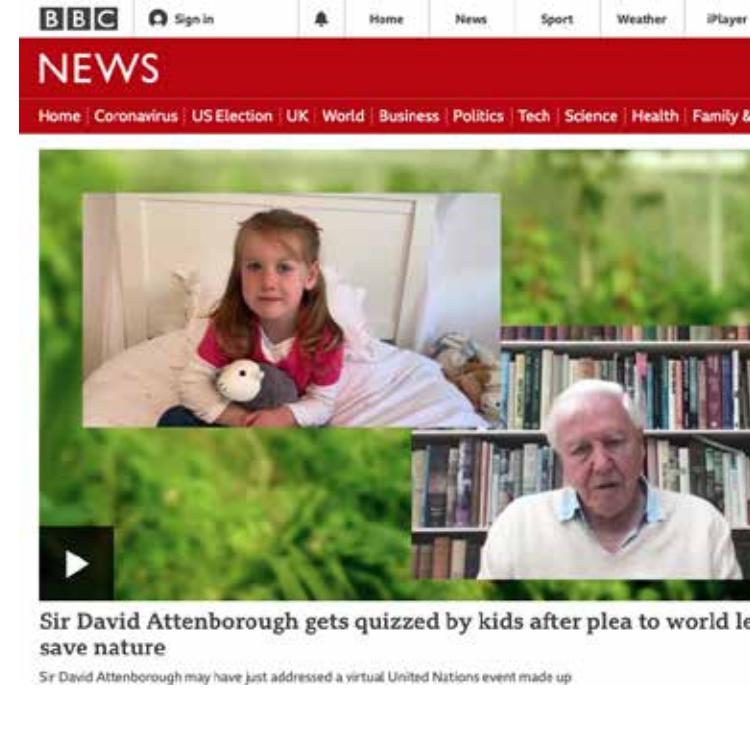 BBC Sign in Home News Sport Weather iPlayer
NEWS
Home Coronavirus US Election UK World Business Politics Tech Science Health Family &
Sir David Attenborough gets quizzed by kids after plea to world le
save nature
Sir David Attenborough may have just addressed a virtual United Nations event made up